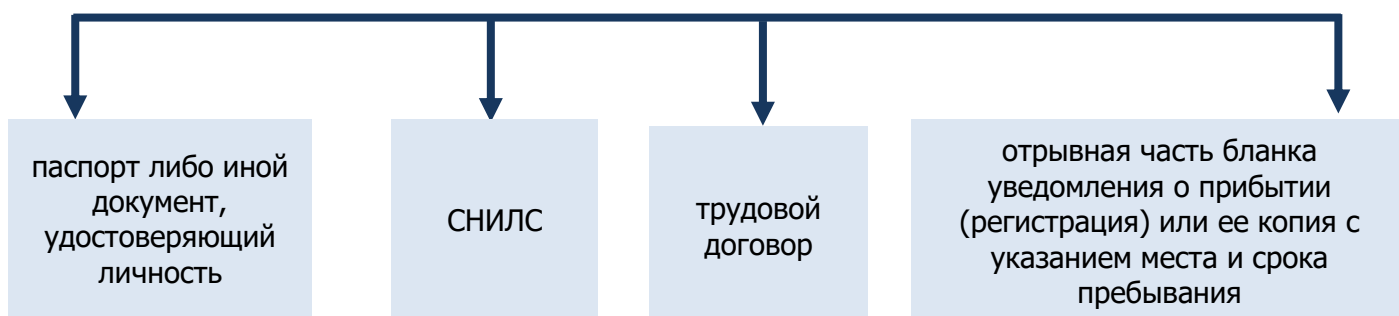 паспорт либо иной
документ,
удостоверяющий
личность
СНИЛС
трудовой
договор
отрывная часть бланка
уведомления о прибытии
(регистрация) или ее копия с
указанием места и срока
пребывания